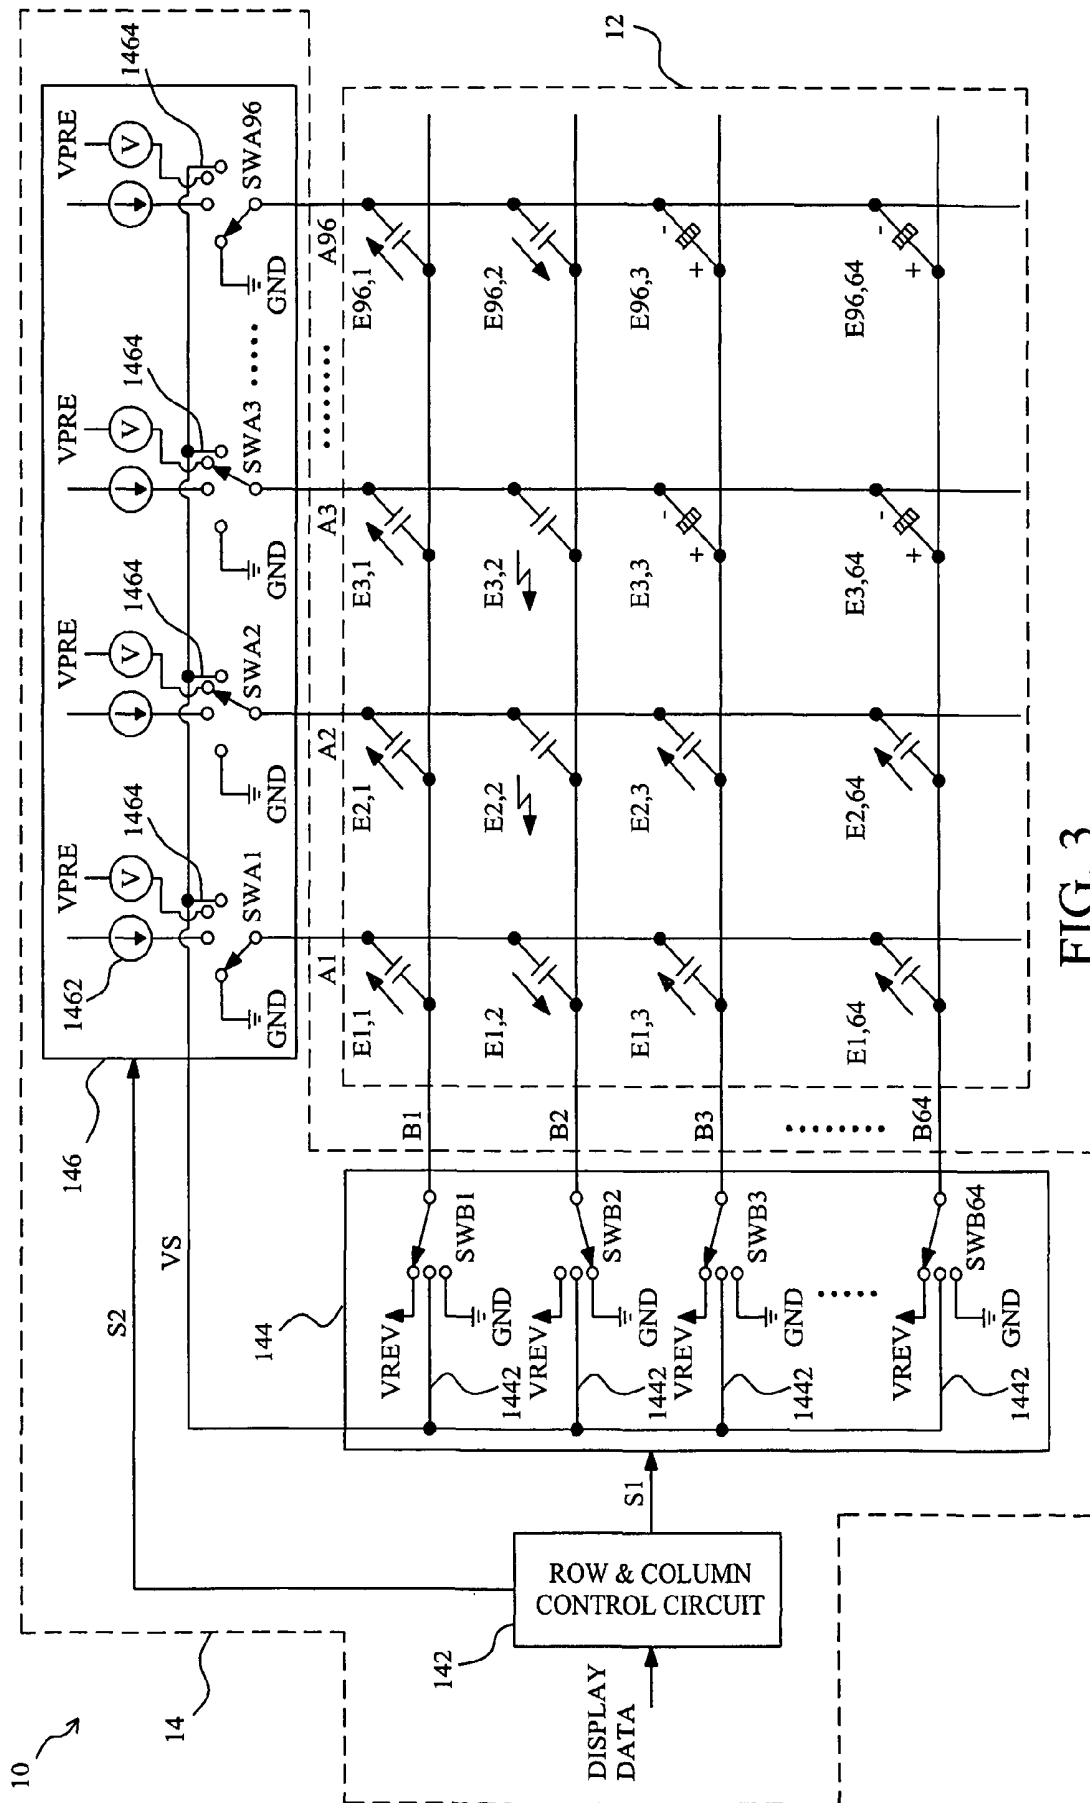 10
14
S2
VS
146
1462
VPRE
V
1464
SWA1
GND
VPRE
V
1464
SWA2
GND
VPRE
V
1464
SWA3
GND
VPRE
V
1464
SWA96
GND
A1
A2
A3
A96
12
DISPLAY
DATA
142
ROW & COLUMN
CONTROL CIRCUIT
S1
144
VREV
1442
GND
SWB1
B1
VREV
1442
GND
SWB2
B2
VREV
1442
GND
SWB3
B3
VREV
1442
GND
SWB64
B64
E1,1
E2,1
E3,1
E96,1
E1,2
E2,2
E3,2
E96,2
E1,3
E2,3
E3,3
+ -
E96,3
+ -
E1,64
E2,64
E3,64
+ -
E96,64
+ -
FIG. 3